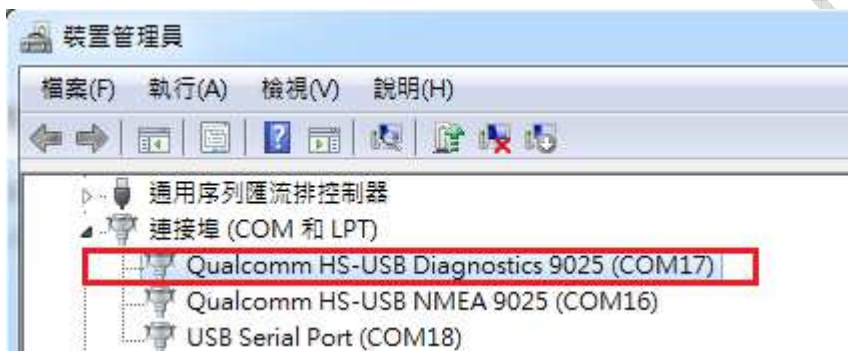 裝置管理員
檔案(F) 執行(A) 檢視(V) 說明(H)
通用序列匯流排控制器
連接埠 (COM 和 LPT)
Qualcomm HS-USB Diagnostics 9025 (COM17)
Qualcomm HS-USB NMEA 9025 (COM16)
USB Serial Port (COM18)